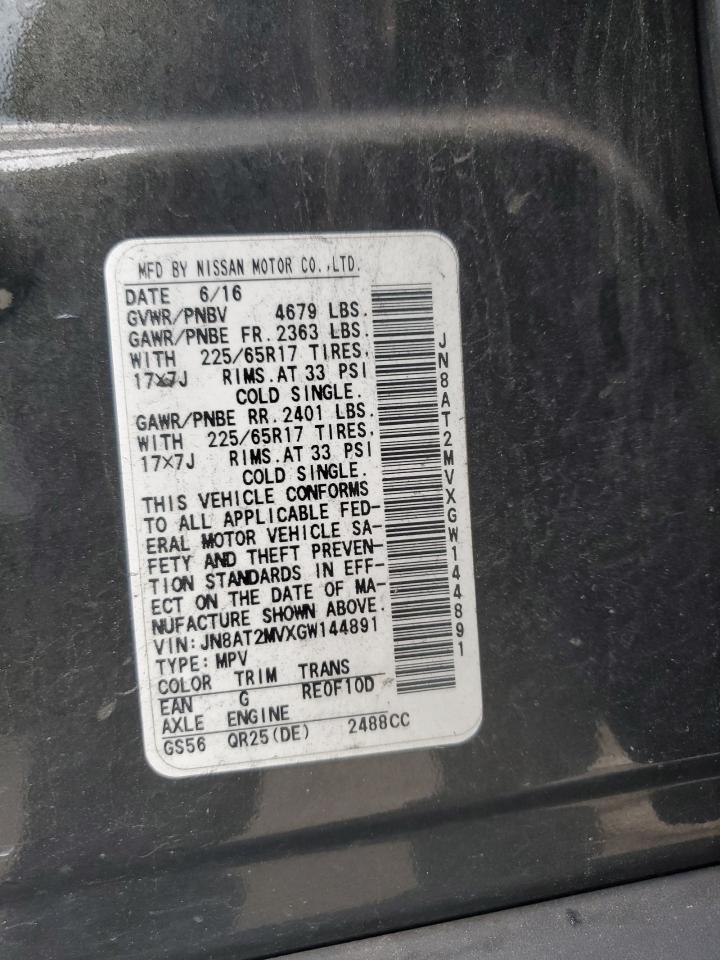 MFD BY NISSAN MOTOR CO.,LTD.
DATE 6/16
GVWR/PNBV 4679 LBS.
GAWR/PNBE FR. 2363 LBS.
WITH 225/65R17 TIRES,
17×7J RIMS. AT 33 PSI
COLD SINGLE.
GAWR/PNBE RR. 2401 LBS.
WITH 225/65R17 TIRES,
17×7J RIMS. AT 33 PSI
COLD SINGLE.
THIS VEHICLE CONFORMS
TO ALL APPLICABLE FED-
ERAL MOTOR VEHICLE SA-
FETY AND THEFT PREVEN-
TION STANDARDS IN EFF-
ECT ON THE DATE OF MA-
NUFACTURE SHOWN ABOVE.
VIN:JN8AT2MVXGW144891
TYPE:MPV
COLOR TRIM TRANS
EAN G RE0F10D
AXLE ENGINE
GS56 QR25(DE) 2488CC
JN8AT2MVXGW144891